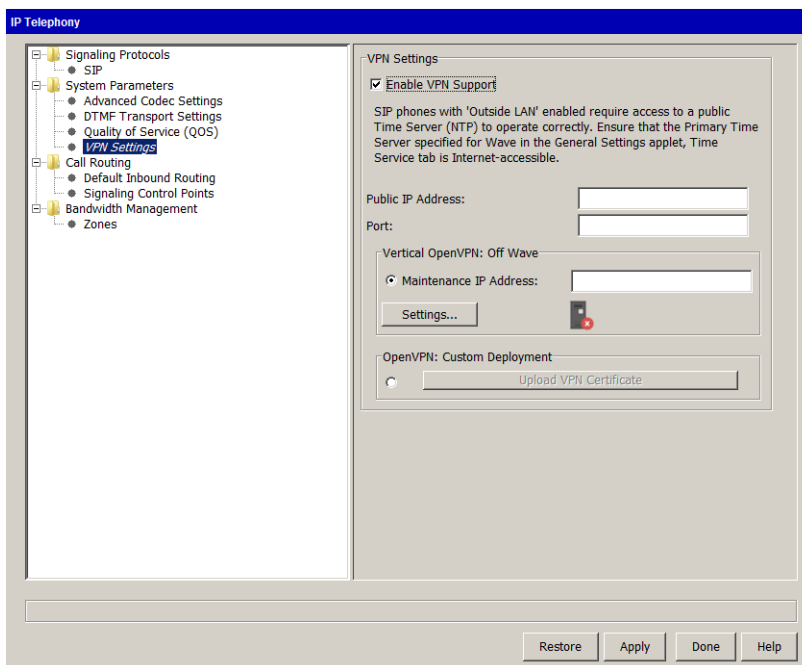 IP Telephony
Signaling Protocols
SIP
System Parameters
Advanced Codec Settings
DTMF Transport Settings
Quality of Service (QOS)
VPN Settings
Call Routing
Default Inbound Routing
Signaling Control Points
Bandwidth Management
Zones
VPN Settings
Enable VPN Support
SIP phones with 'Outside LAN' enabled require access to a public
Time Server (NTP) to operate correctly. Ensure that the Primary Time
Server specified for Wave in the General Settings applet, Time
Service tab is Internet-accessible.
Public IP Address:
Port:
Vertical OpenVPN: Off Wave
Maintenance IP Address:
Settings...
OpenVPN: Custom Deployment
Upload VPN Certificate
Restore Apply Done Help